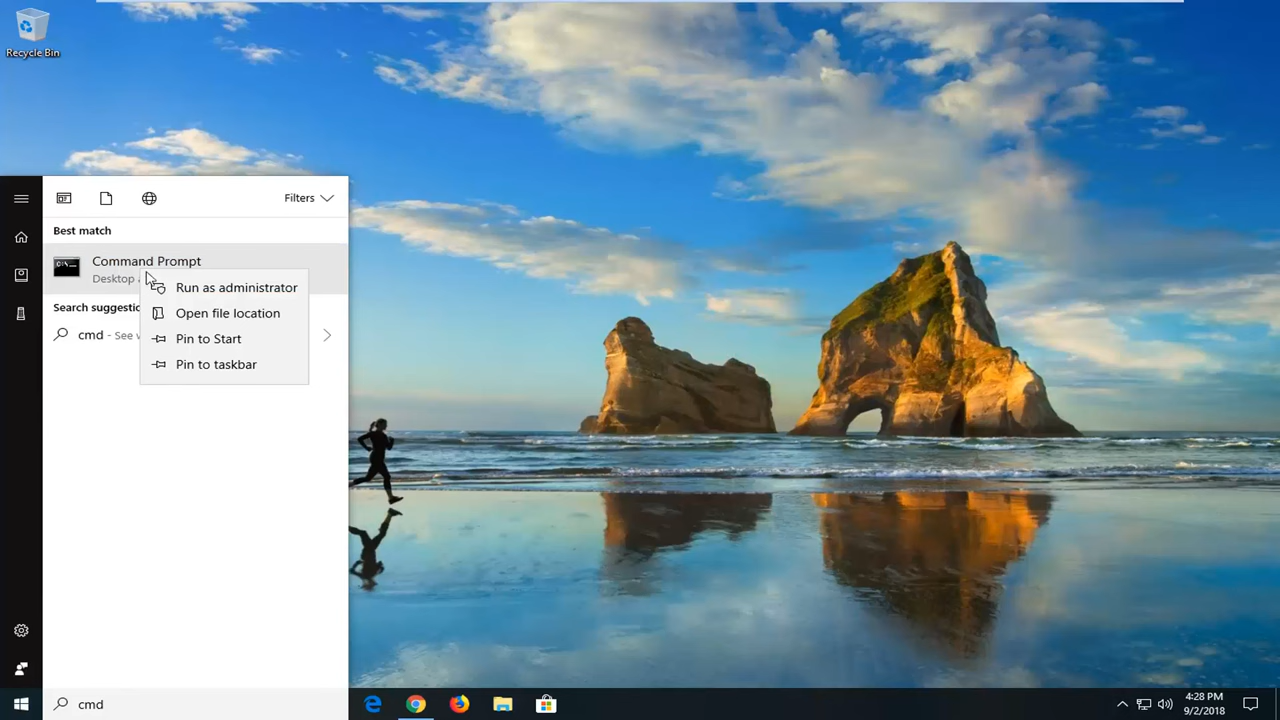 Recycle Bin
Filters
Best match
Command Prompt
Desktop
Run as administrator
Search suggestio
Open file location
cmd - See w
Pin to Start
Pin to taskbar
cmd
4:28 PM
9/2/2018